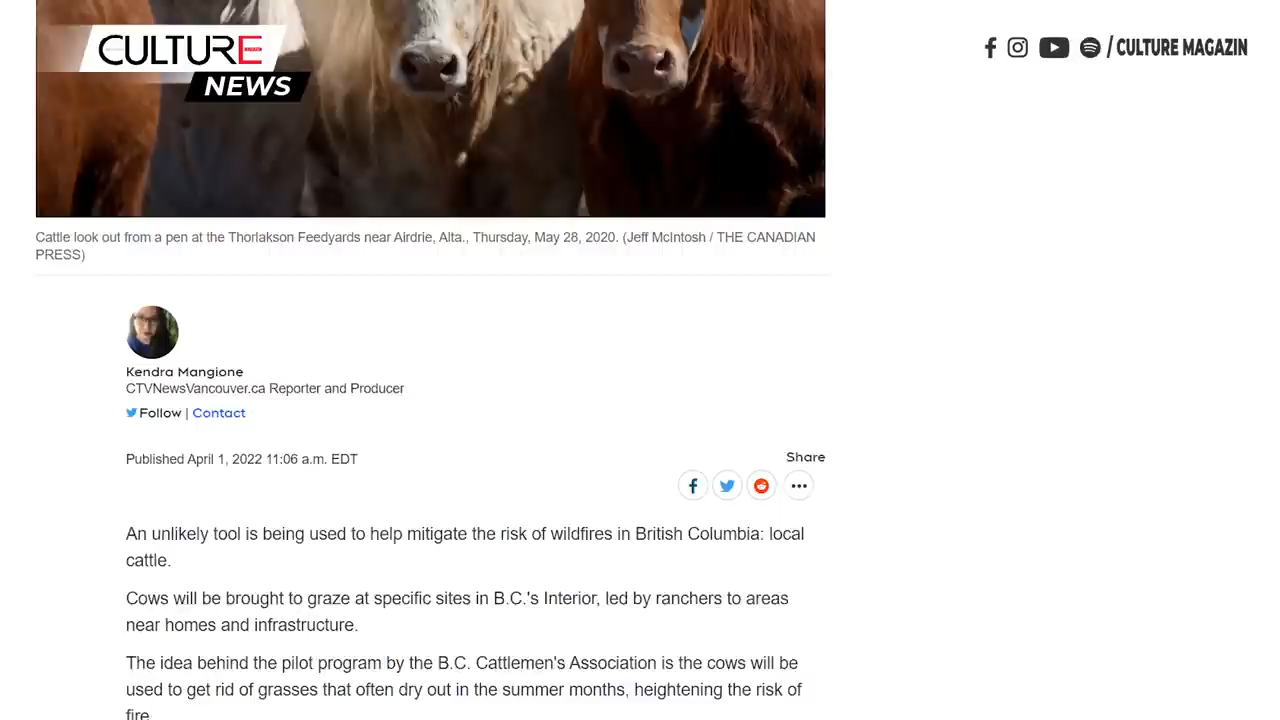 CULTURE
NEWS
/ CULTURE MAGAZIN
Cattle look out from a pen at the Thorlakson Feedyards near Airdrie, Alta., Thursday, May 28, 2020. (Jeff McIntosh / THE CANADIAN
PRESS)
Kendra Mangione
CTVNewsVancouver.ca Reporter and Producer
Follow | Contact
Published April 1, 2022 11:06 a.m. EDT
Share
An unlikely tool is being used to help mitigate the risk of wildfires in British Columbia: local
cattle.
Cows will be brought to graze at specific sites in B.C.'s Interior, led by ranchers to areas
near homes and infrastructure.
The idea behind the pilot program by the B.C. Cattlemen's Association is the cows will be
used to get rid of grasses that often dry out in the summer months, heightening the risk of
fire.